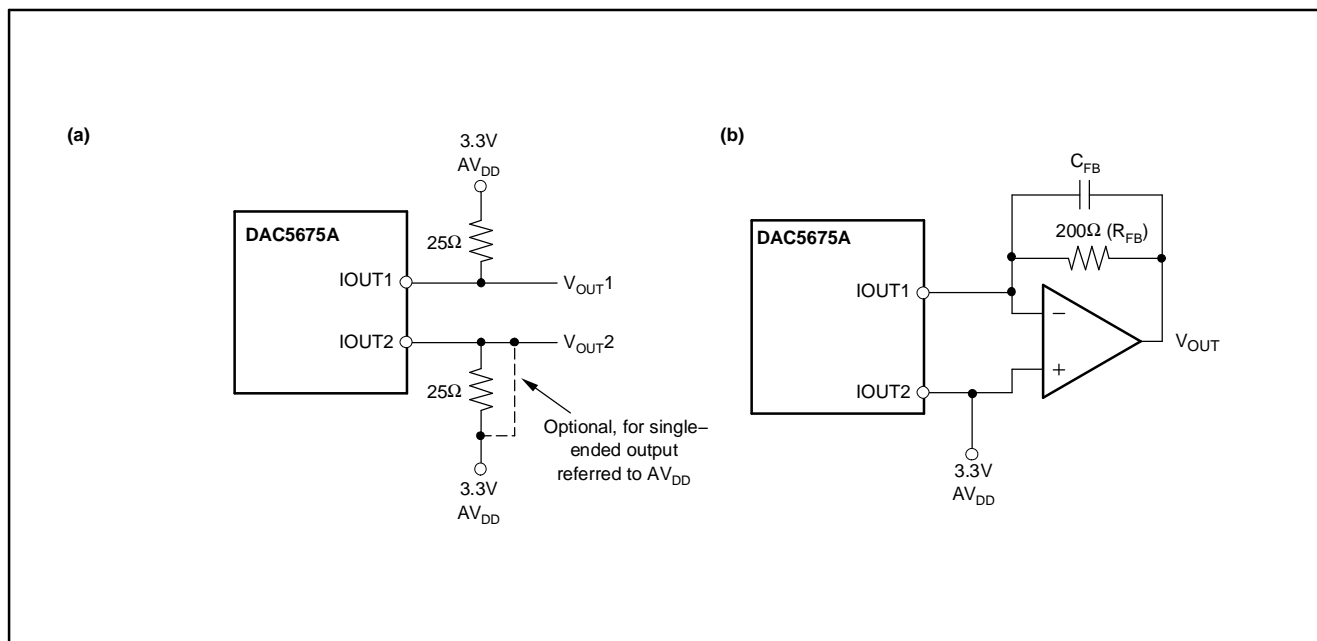 (a)
3.3V
AVDD
DAC5675A
25Ω
IOUT1
VOUT1
IOUT2
VOUT2
25Ω
Optional, for single–
ended output
referred to AVDD
3.3V
AVDD
(b)
CFB
200Ω (RFB)
DAC5675A
IOUT1
−
VOUT
+
IOUT2
3.3V
AVDD